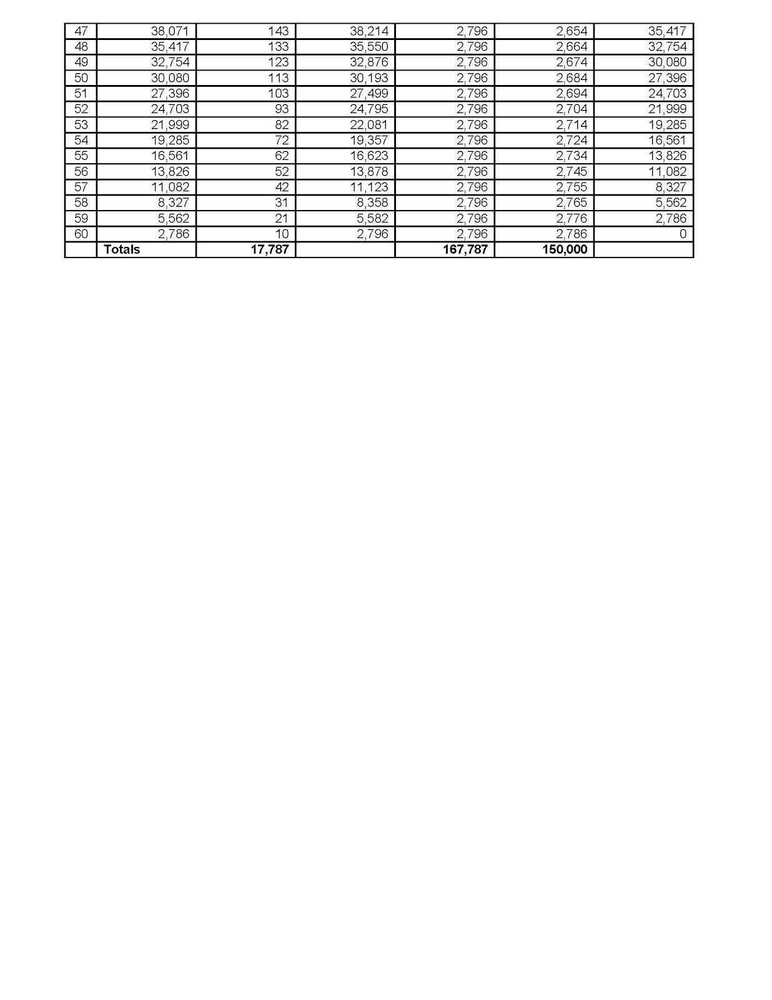 47 38,071 143 38,214 2,796 2,654 35,417
48 35,417 133 35,550 2,796 2,664 32,754
49 32,754 123 32,876 2,796 2,674 30,080
50 30,080 113 30,193 2,796 2,684 27,396
51 27,396 103 27,499 2,796 2,694 24,703
52 24,703 93 24,795 2,796 2,704 21,999
53 21,999 82 22,081 2,796 2,714 19,285
54 19,285 72 19,357 2,796 2,724 16,561
55 16,561 62 16,623 2,796 2,734 13,826
56 13,826 52 13,878 2,796 2,745 11,082
57 11,082 42 11,123 2,796 2,755 8,327
58 8,327 31 8,358 2,796 2,765 5,562
59 5,562 21 5,582 2,796 2,776 2,786
60 2,786 10 2,796 2,796 2,786 0
Totals 17,787 167,787 150,000